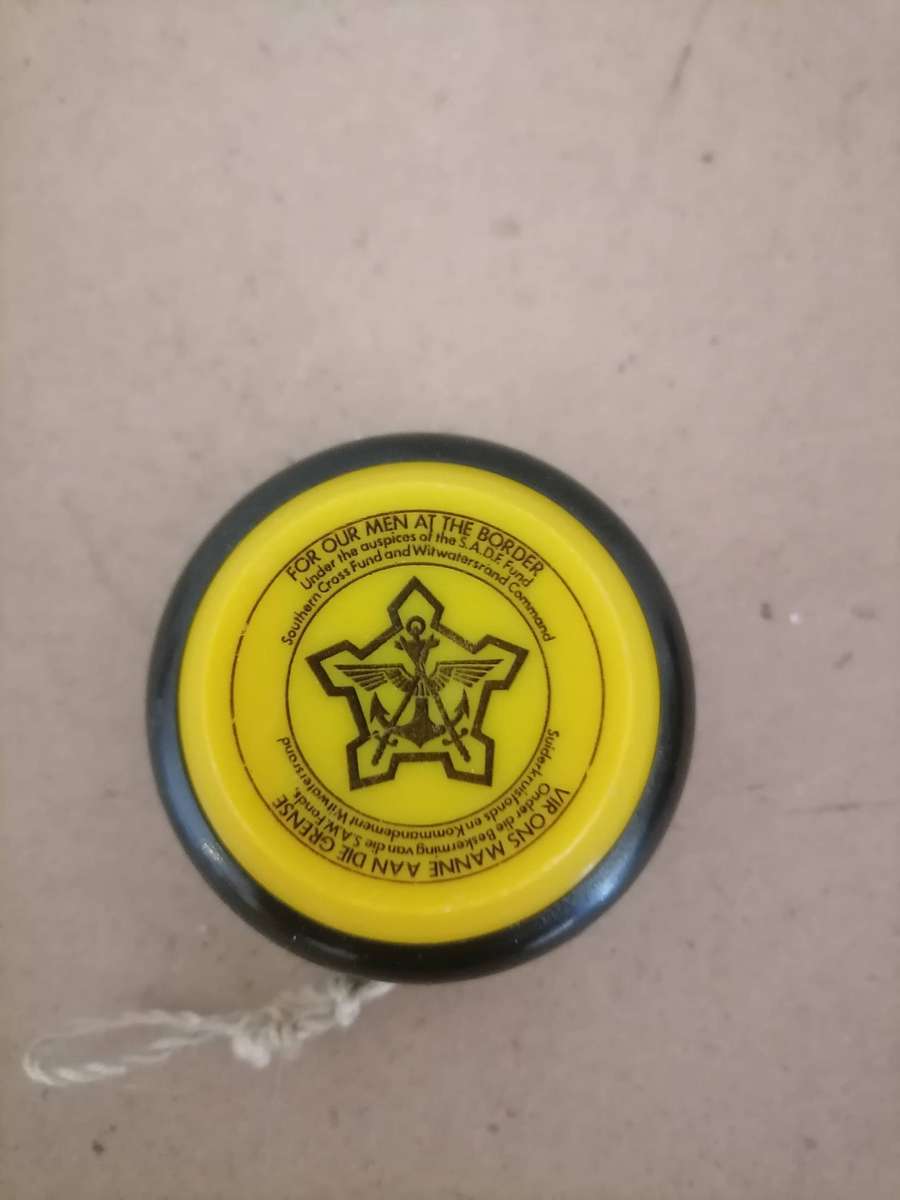 FOR OUR MEN AT THE BORDER
Under the auspices of the S.A.D.F. Fund
Southern Cross Fund and Witwatersrand Command
Suiderkruisfonds en Kommandement Witwatersrand
Onder die Beskerming van die S.A.W. Fonds,
VIR ONS MANNE AAN DIE GRENSE